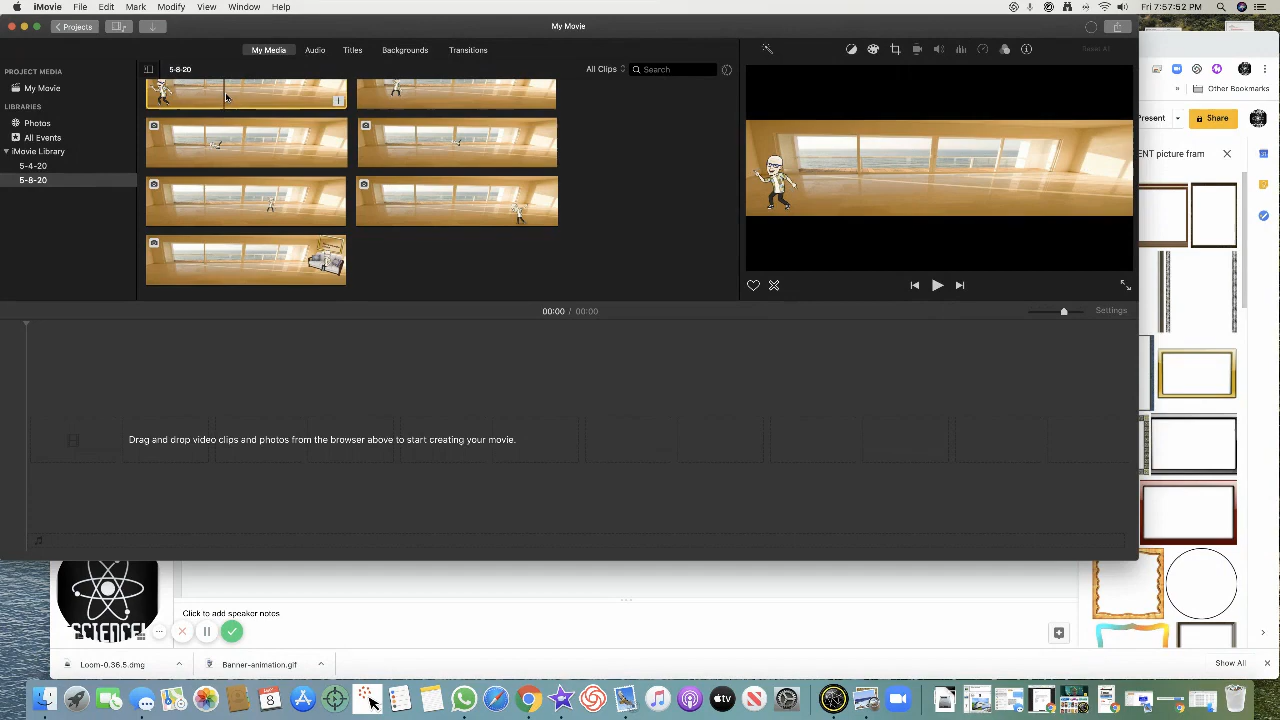 iMovie File Edit Mark Modify View Window Help
Fri 7:57:52 PM
Projects
My Movie
My Media Audio Titles Backgrounds Transitions
PROJECT MEDIA
My Movie
LIBRARIES
Photos
All Events
iMovie Library
5-4-20
5-8-20
5-8-20
All Clips
Search
Other Bookmarks
Present
Share
ENT picture fram
00:00 / 00:00
Settings
Drag and drop video clips and photos from the browser above to start creating your movie.
SCIENCE!
Click to add speaker notes
Loom-0.36.5.dmg
Banner-animation.gif
Show All
8
tv